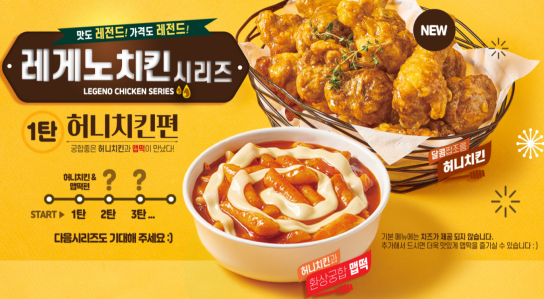 맛도 레전드! 가격도 레전드!
NEW
레게노치킨시리즈
LEGENO CHICKEN SERIES
1탄 허니치킨편
궁합좋은 허니치킨과 맵떡이 만났다!
허니치킨 &
맵떡편
? ?
START ▶ 1탄 2탄 3탄 ...
다음시리즈도 기대해 주세요 :)
달콤짭조름
허니치킨
허니치킨과
환상궁합 맵떡
기본 메뉴에는 치즈가 제공 되지 않습니다.
추가해서 드시면 더욱 맛있게 맵떡을 즐기실 수 있습니다 : )